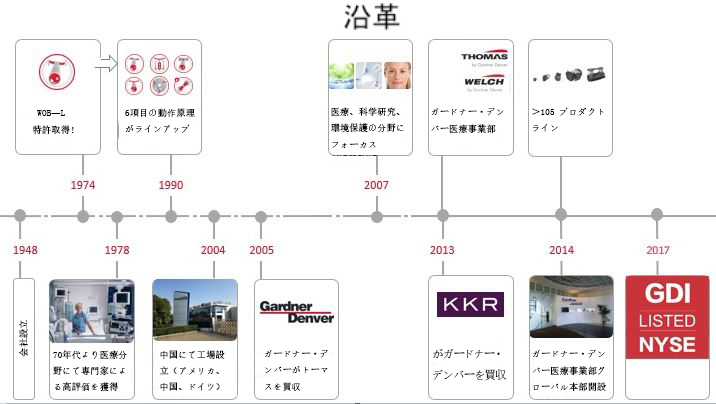 沿革
WOB—L
特許取得!
6項目の動作原理
がラインアップ
医療、科学研究、
環境保護の分野に
フォーカス
THOMAS
by Gardner Denver
WELCH
by Gardner Denver
ガードナー・デン
バー医療事業部
>105 プロダクト
ライン
1974
1990
2007
1948
1978
2004
2005
2013
2014
2017
会社設立
70年代より医療分
野にて専門家によ
る高評価を獲得
中国にて工場設
立(アメリカ、
中国、ドイツ)
Gardner
Denver
ガードナー・デ
ンバーがトーマ
スを買収
KKR
がガードナー・
デンバーを買収
ガードナー・デン
バー医療事業部グ
ローバル本部開設
GDI
LISTED
NYSE